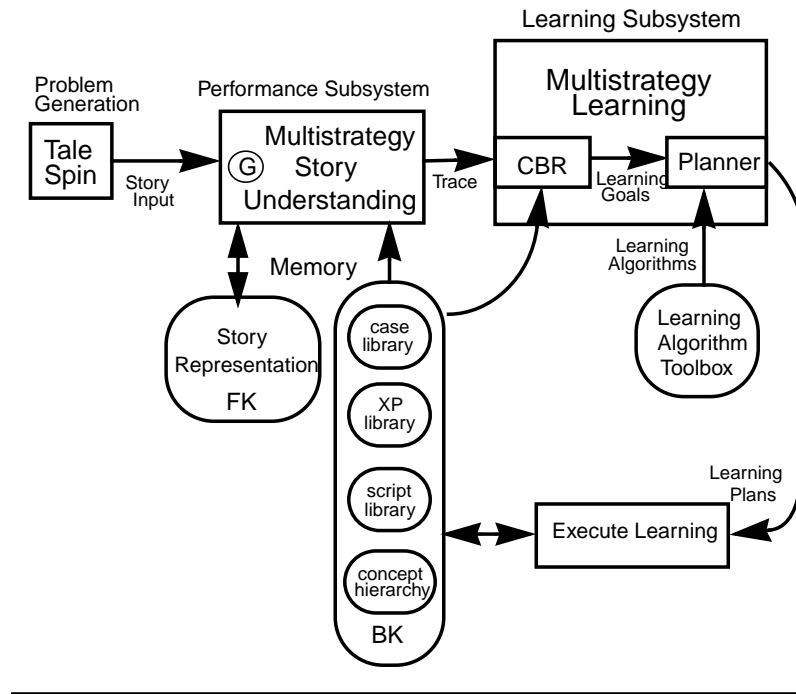 Learning Subsystem
Problem
Generation
Performance Subsystem
Multistrategy
Learning
Tale
Spin
Story
Input
G
Multistrategy
Story
Understanding
Trace
CBR
Learning
Goals
Planner
Learning
Algorithms
Memory
Story
Representation
FK
case
library
XP
library
script
library
concept
hierarchy
BK
Learning
Algorithm
Toolbox
Learning
Plans
Execute Learning